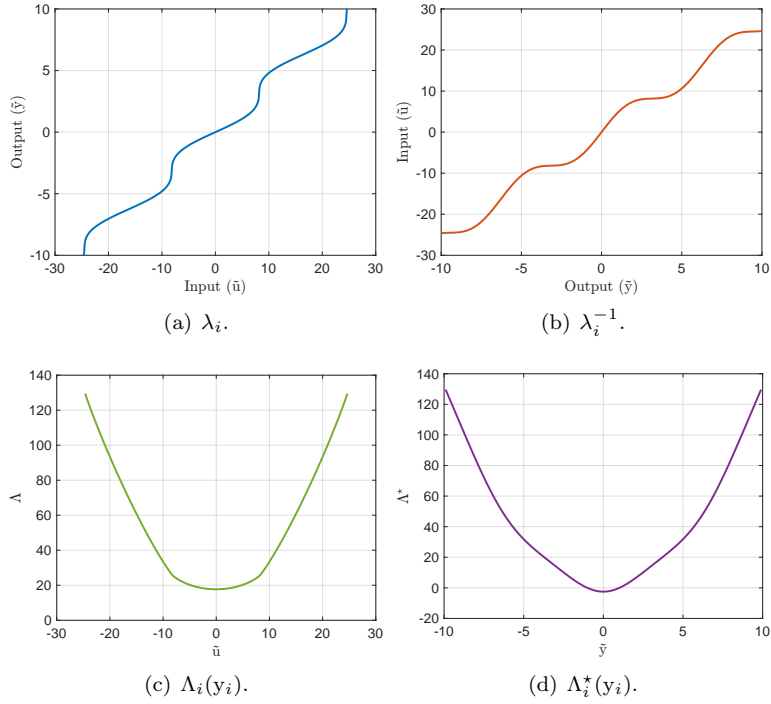 10
5
0
-5
-10
-30 -20 -10 0 10 20 30
Output (ỹ)
Input (ũ)
(a) λᵢ.
30
20
10
0
-10
-20
-30
-10 -5 0 5 10
Input (ũ)
Output (ỹ)
(b) λᵢ⁻¹.
140
120
100
80
60
40
20
0
-30 -20 -10 0 10 20 30
Λ
ũ
(c) Λᵢ(yᵢ).
140
120
100
80
60
40
20
0
-20
-10 -5 0 5 10
Λ⋆
ỹ
(d) Λᵢ⋆(yᵢ).